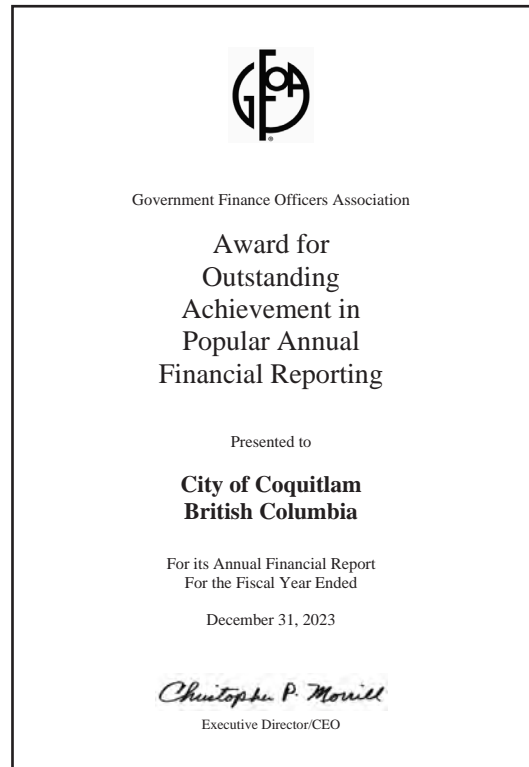 GFOA
Government Finance Officers Association
Award for
Outstanding
Achievement in
Popular Annual
Financial Reporting
Presented to
City of Coquitlam
British Columbia
For its Annual Financial Report
For the Fiscal Year Ended
December 31, 2023
Christopher P. Morrill
Executive Director/CEO